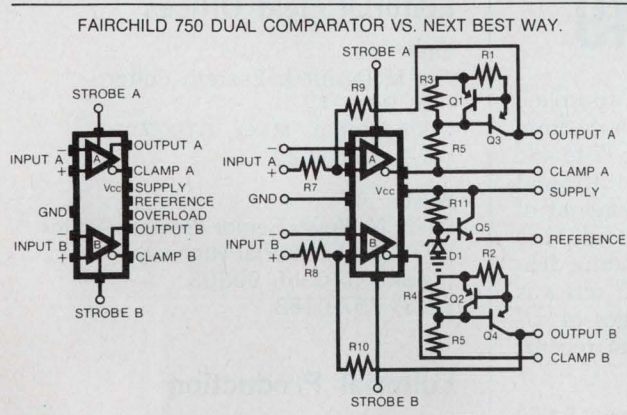 FAIRCHILD 750 DUAL COMPARATOR VS. NEXT BEST WAY.
STROBE A
INPUT A
-
+
A
OUTPUT A
CLAMP A
Vcc
SUPPLY
REFERENCE
GND
OVERLOAD
OUTPUT B
INPUT B
-
+
B
CLAMP B
STROBE B
STROBE A
R9
R3
R1
Q1
Q3
OUTPUT A
-
INPUT A
+
R7
A
R5
CLAMP A
Vcc
SUPPLY
GND
R11
Q5
REFERENCE
D1
-
INPUT B
+
R8
B
R2
R4
Q2
Q4
R5
OUTPUT B
R10
CLAMP B
STROBE B